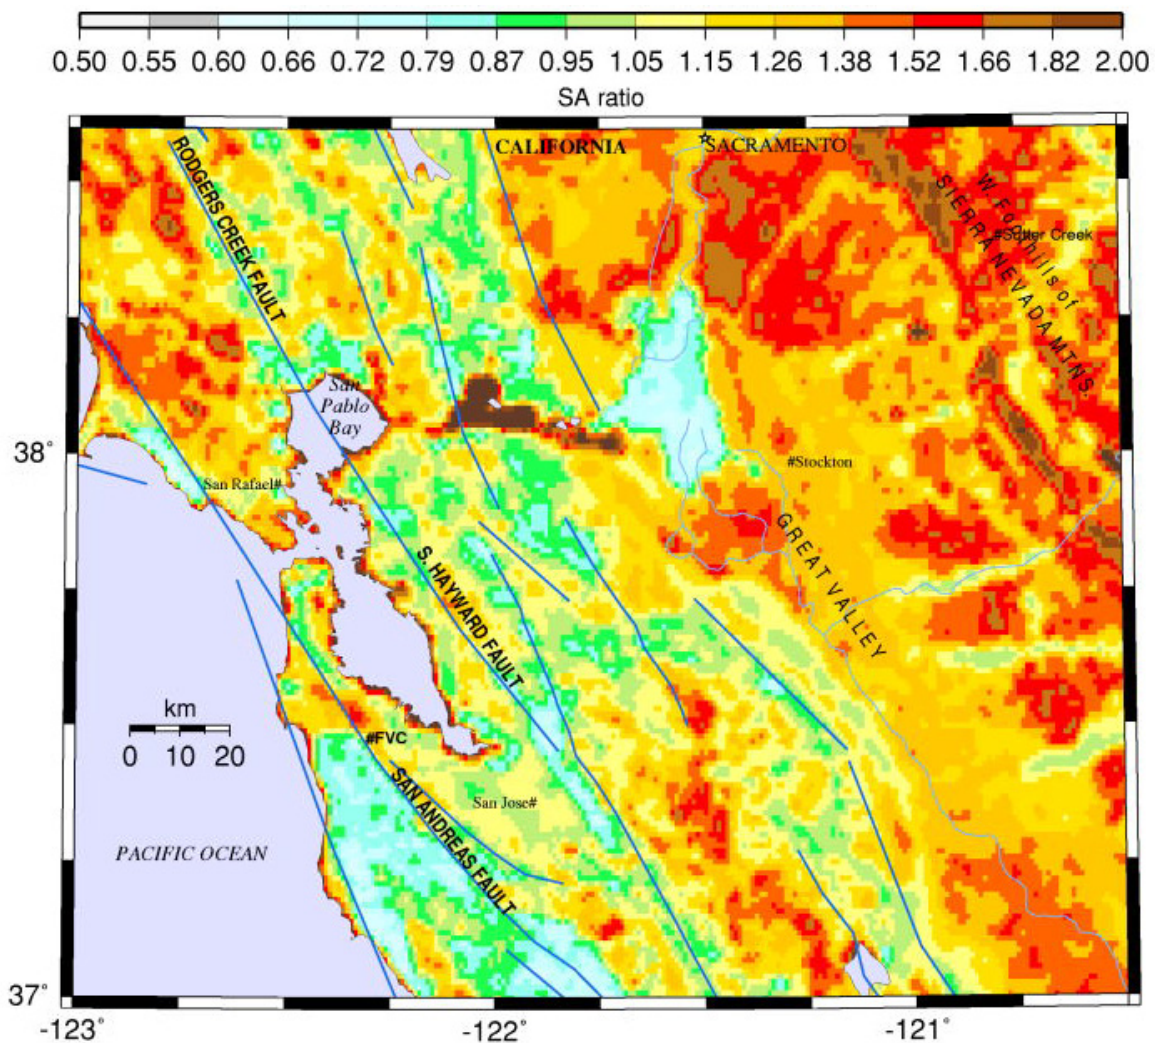 0.50 0.55 0.60 0.66 0.72 0.79 0.87 0.95 1.05 1.15 1.26 1.38 1.52 1.66 1.82 2.00
SA ratio
CALIFORNIA
SACRAMENTO
RODGERS CREEK FAULT
W Foothills of
SIERRA NEVADA MTNS.
#Sutter Creek
San
Pablo
Bay
38°
#Stockton
San Rafael#
GREAT VALLEY
S. HAYWARD FAULT
km
0 10 20
#FVC
San Jose#
SAN ANDREAS FAULT
PACIFIC OCEAN
37°
-123° -122° -121°